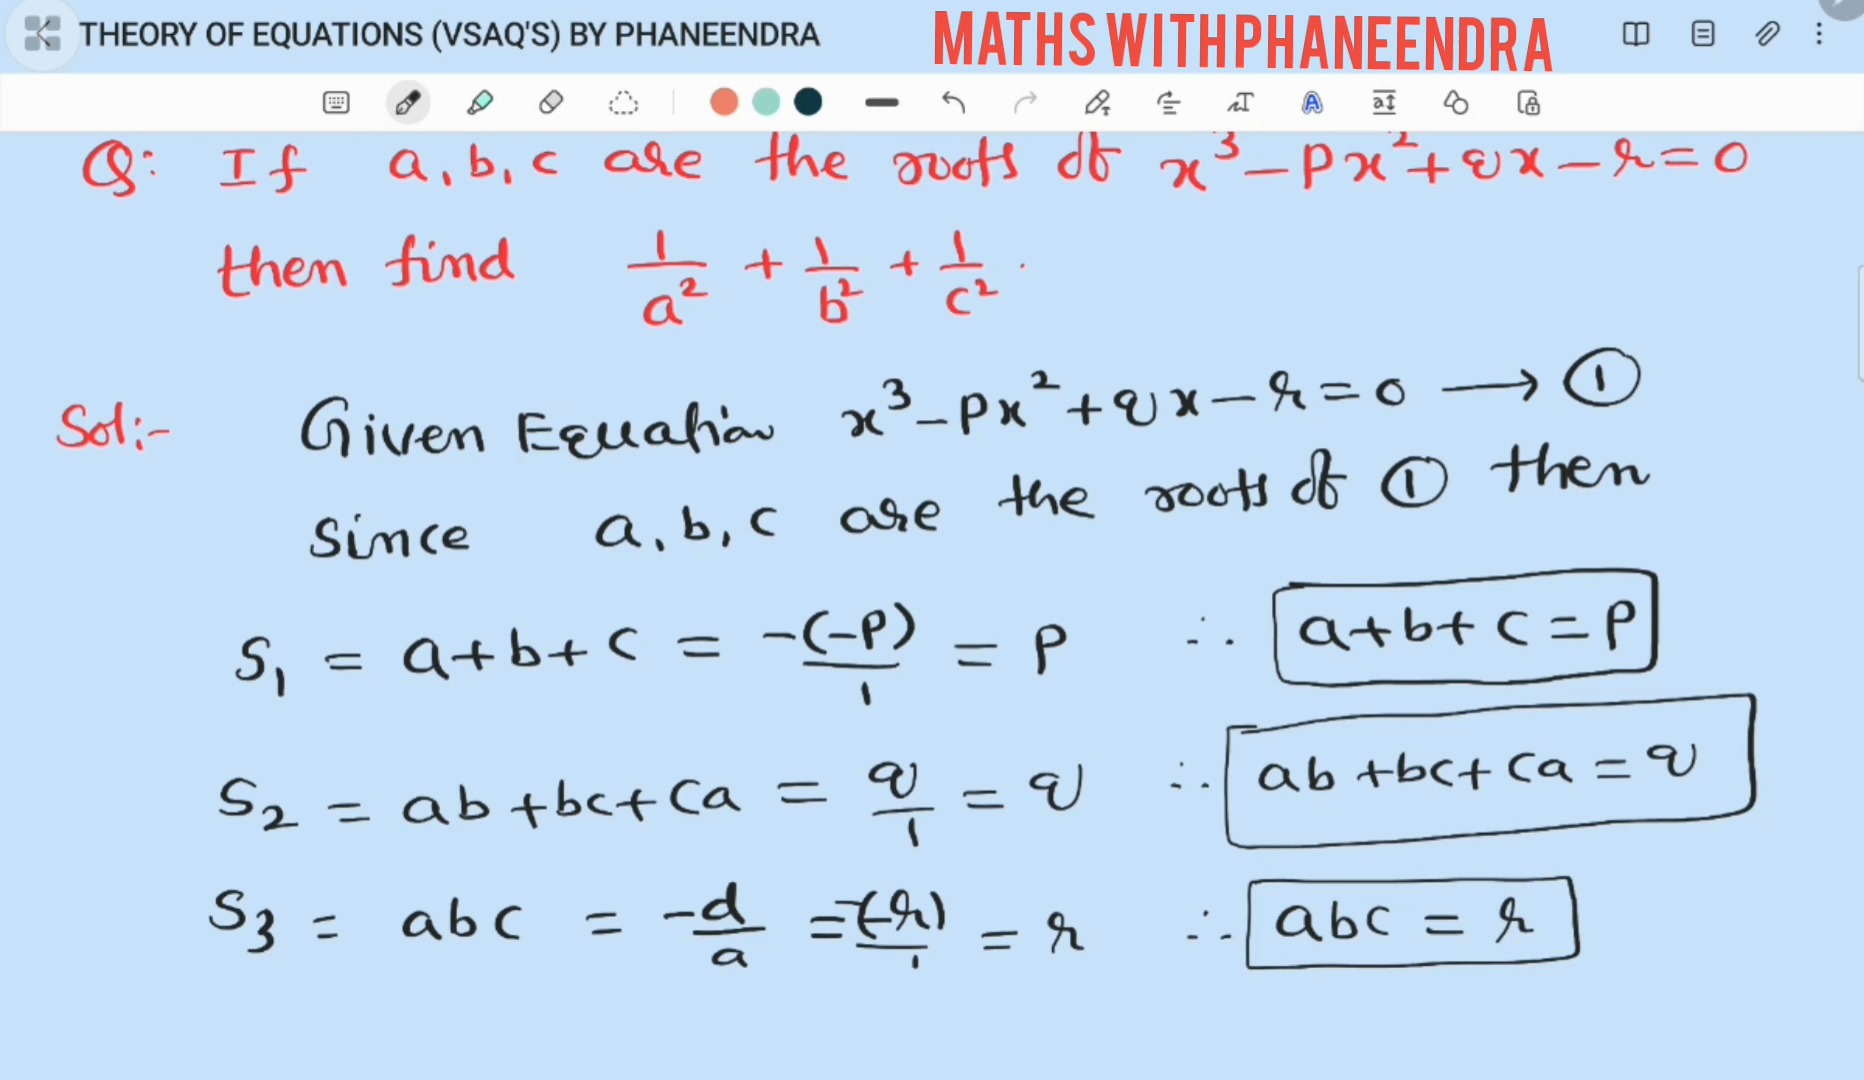 THEORY OF EQUATIONS (VSAQ'S) BY PHANEENDRA
MATHS WITH PHANEENDRA
Q: If a, b, c are the roots of x³ - px² + qx - r = 0
then find 1/a² + 1/b² + 1/c².
Sol:- Given Equation x³ - px² + qx - r = 0 → ①
Since a, b, c are the roots of ① then
S₁ = a+b+c = -(-p)/1 = p ∴ a+b+c = p
S₂ = ab+bc+ca = q/1 = q ∴ ab+bc+ca = q
S₃ = abc = -d/a = -(-r)/1 = r ∴ abc = r